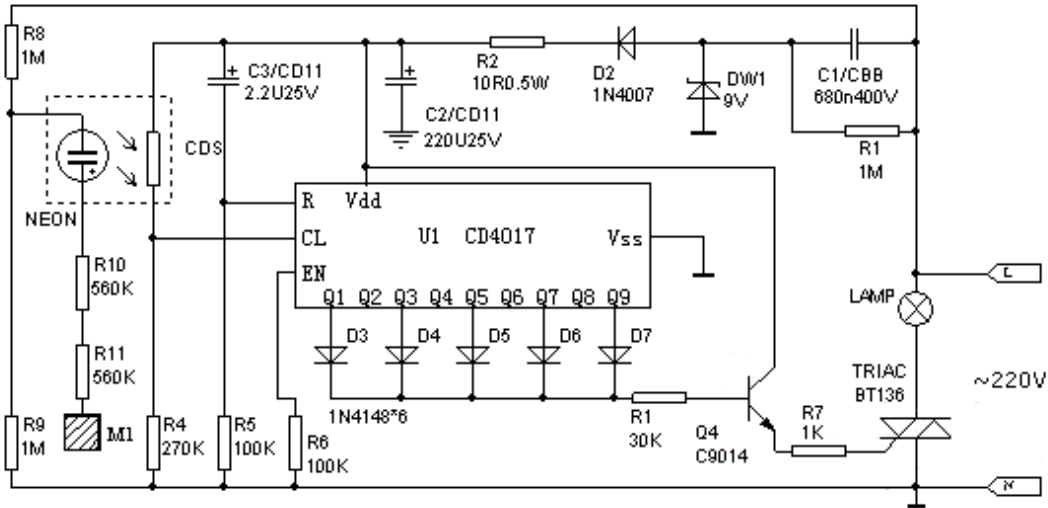 R8
1M
C3/CD11
2.2U25V
+
+
C2/CD11
220U25V
R2
10R0.5W
D2
1N4007
DW1
9V
C1/CBB
680n400V
R1
1M
CDS
+
NEON
R
Vdd
CL
U1 CD4017
Vss
EN
Q1 Q2 Q3 Q4 Q5 Q6 Q7 Q8 Q9
L
LAMP
R10
560K
D3
D4
D5
D6
D7
R11
560K
TRIAC
BT136
~220V
1N4148*6
M1
R9
1M
R4
270K
R5
100K
R6
100K
R1
30K
Q4
C9014
R7
1K
N